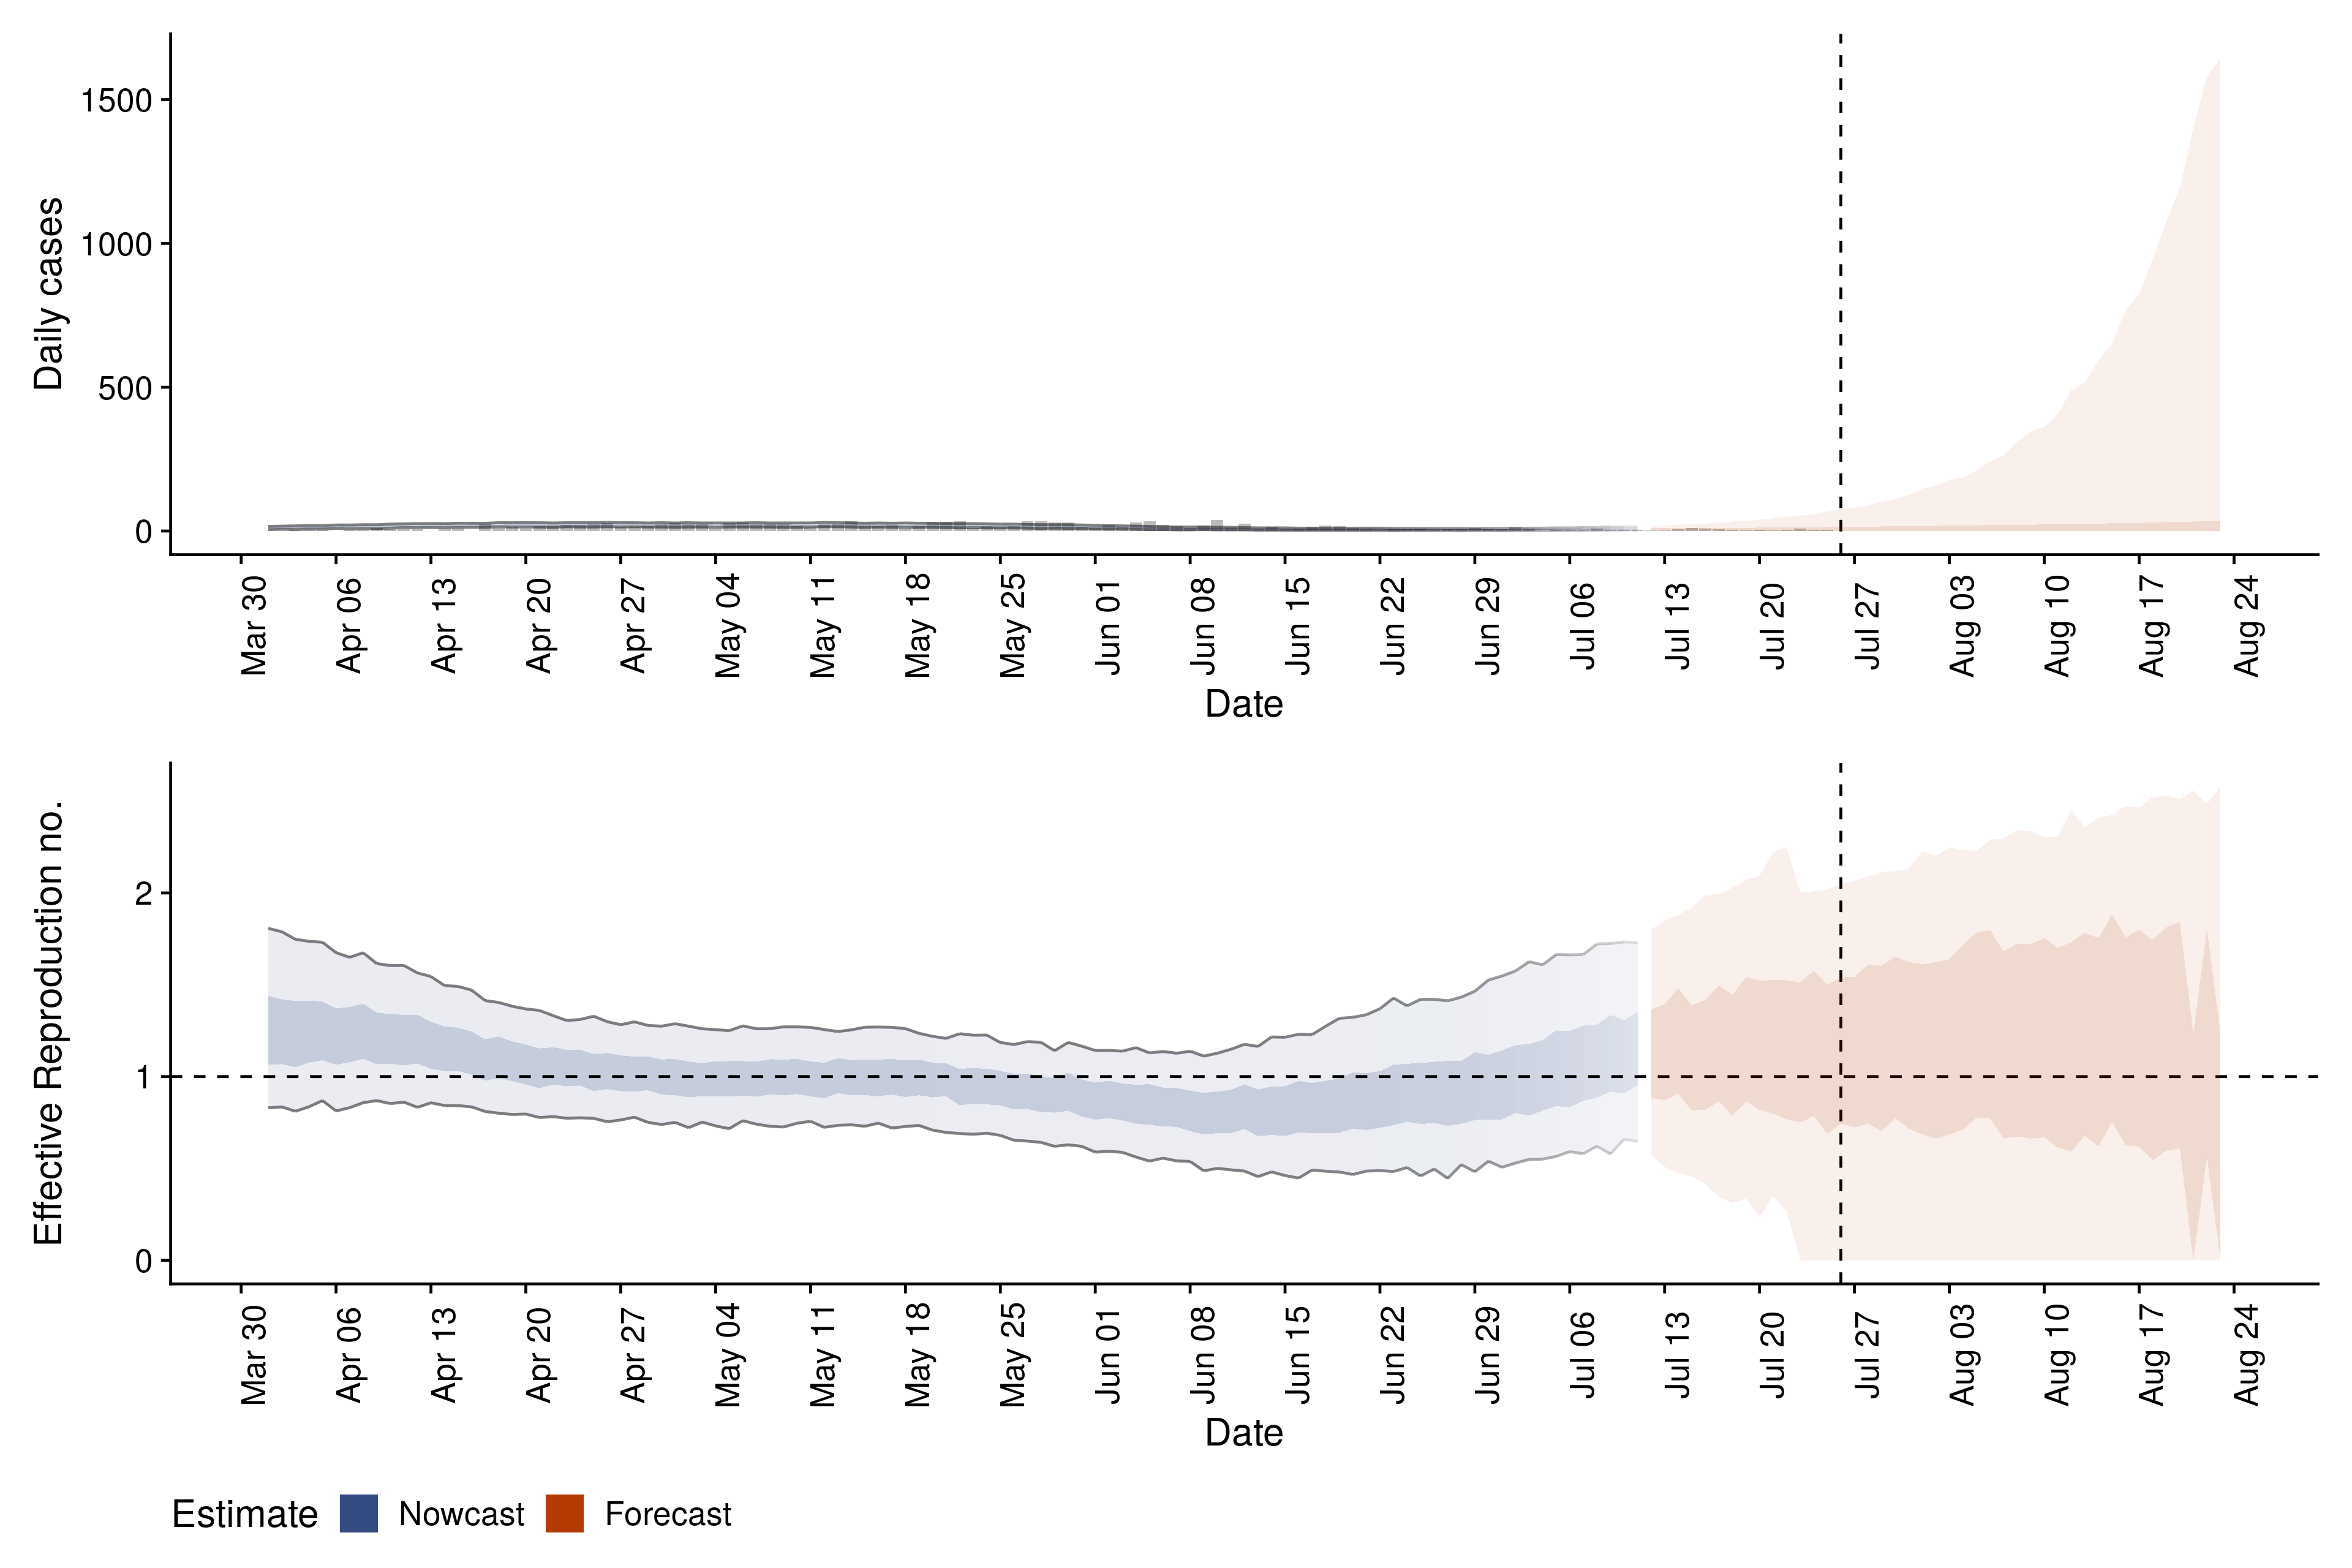 Daily cases
1500
1000
500
0
Mar 30
Apr 06
Apr 13
Apr 20
Apr 27
May 04
May 11
May 18
May 25
Jun 01
Jun 08
Jun 15
Jun 22
Jun 29
Jul 06
Jul 13
Jul 20
Jul 27
Aug 03
Aug 10
Aug 17
Aug 24
Date
Effective Reproduction no.
2
1
0
Mar 30
Apr 06
Apr 13
Apr 20
Apr 27
May 04
May 11
May 18
May 25
Jun 01
Jun 08
Jun 15
Jun 22
Jun 29
Jul 06
Jul 13
Jul 20
Jul 27
Aug 03
Aug 10
Aug 17
Aug 24
Date
Estimate Nowcast Forecast